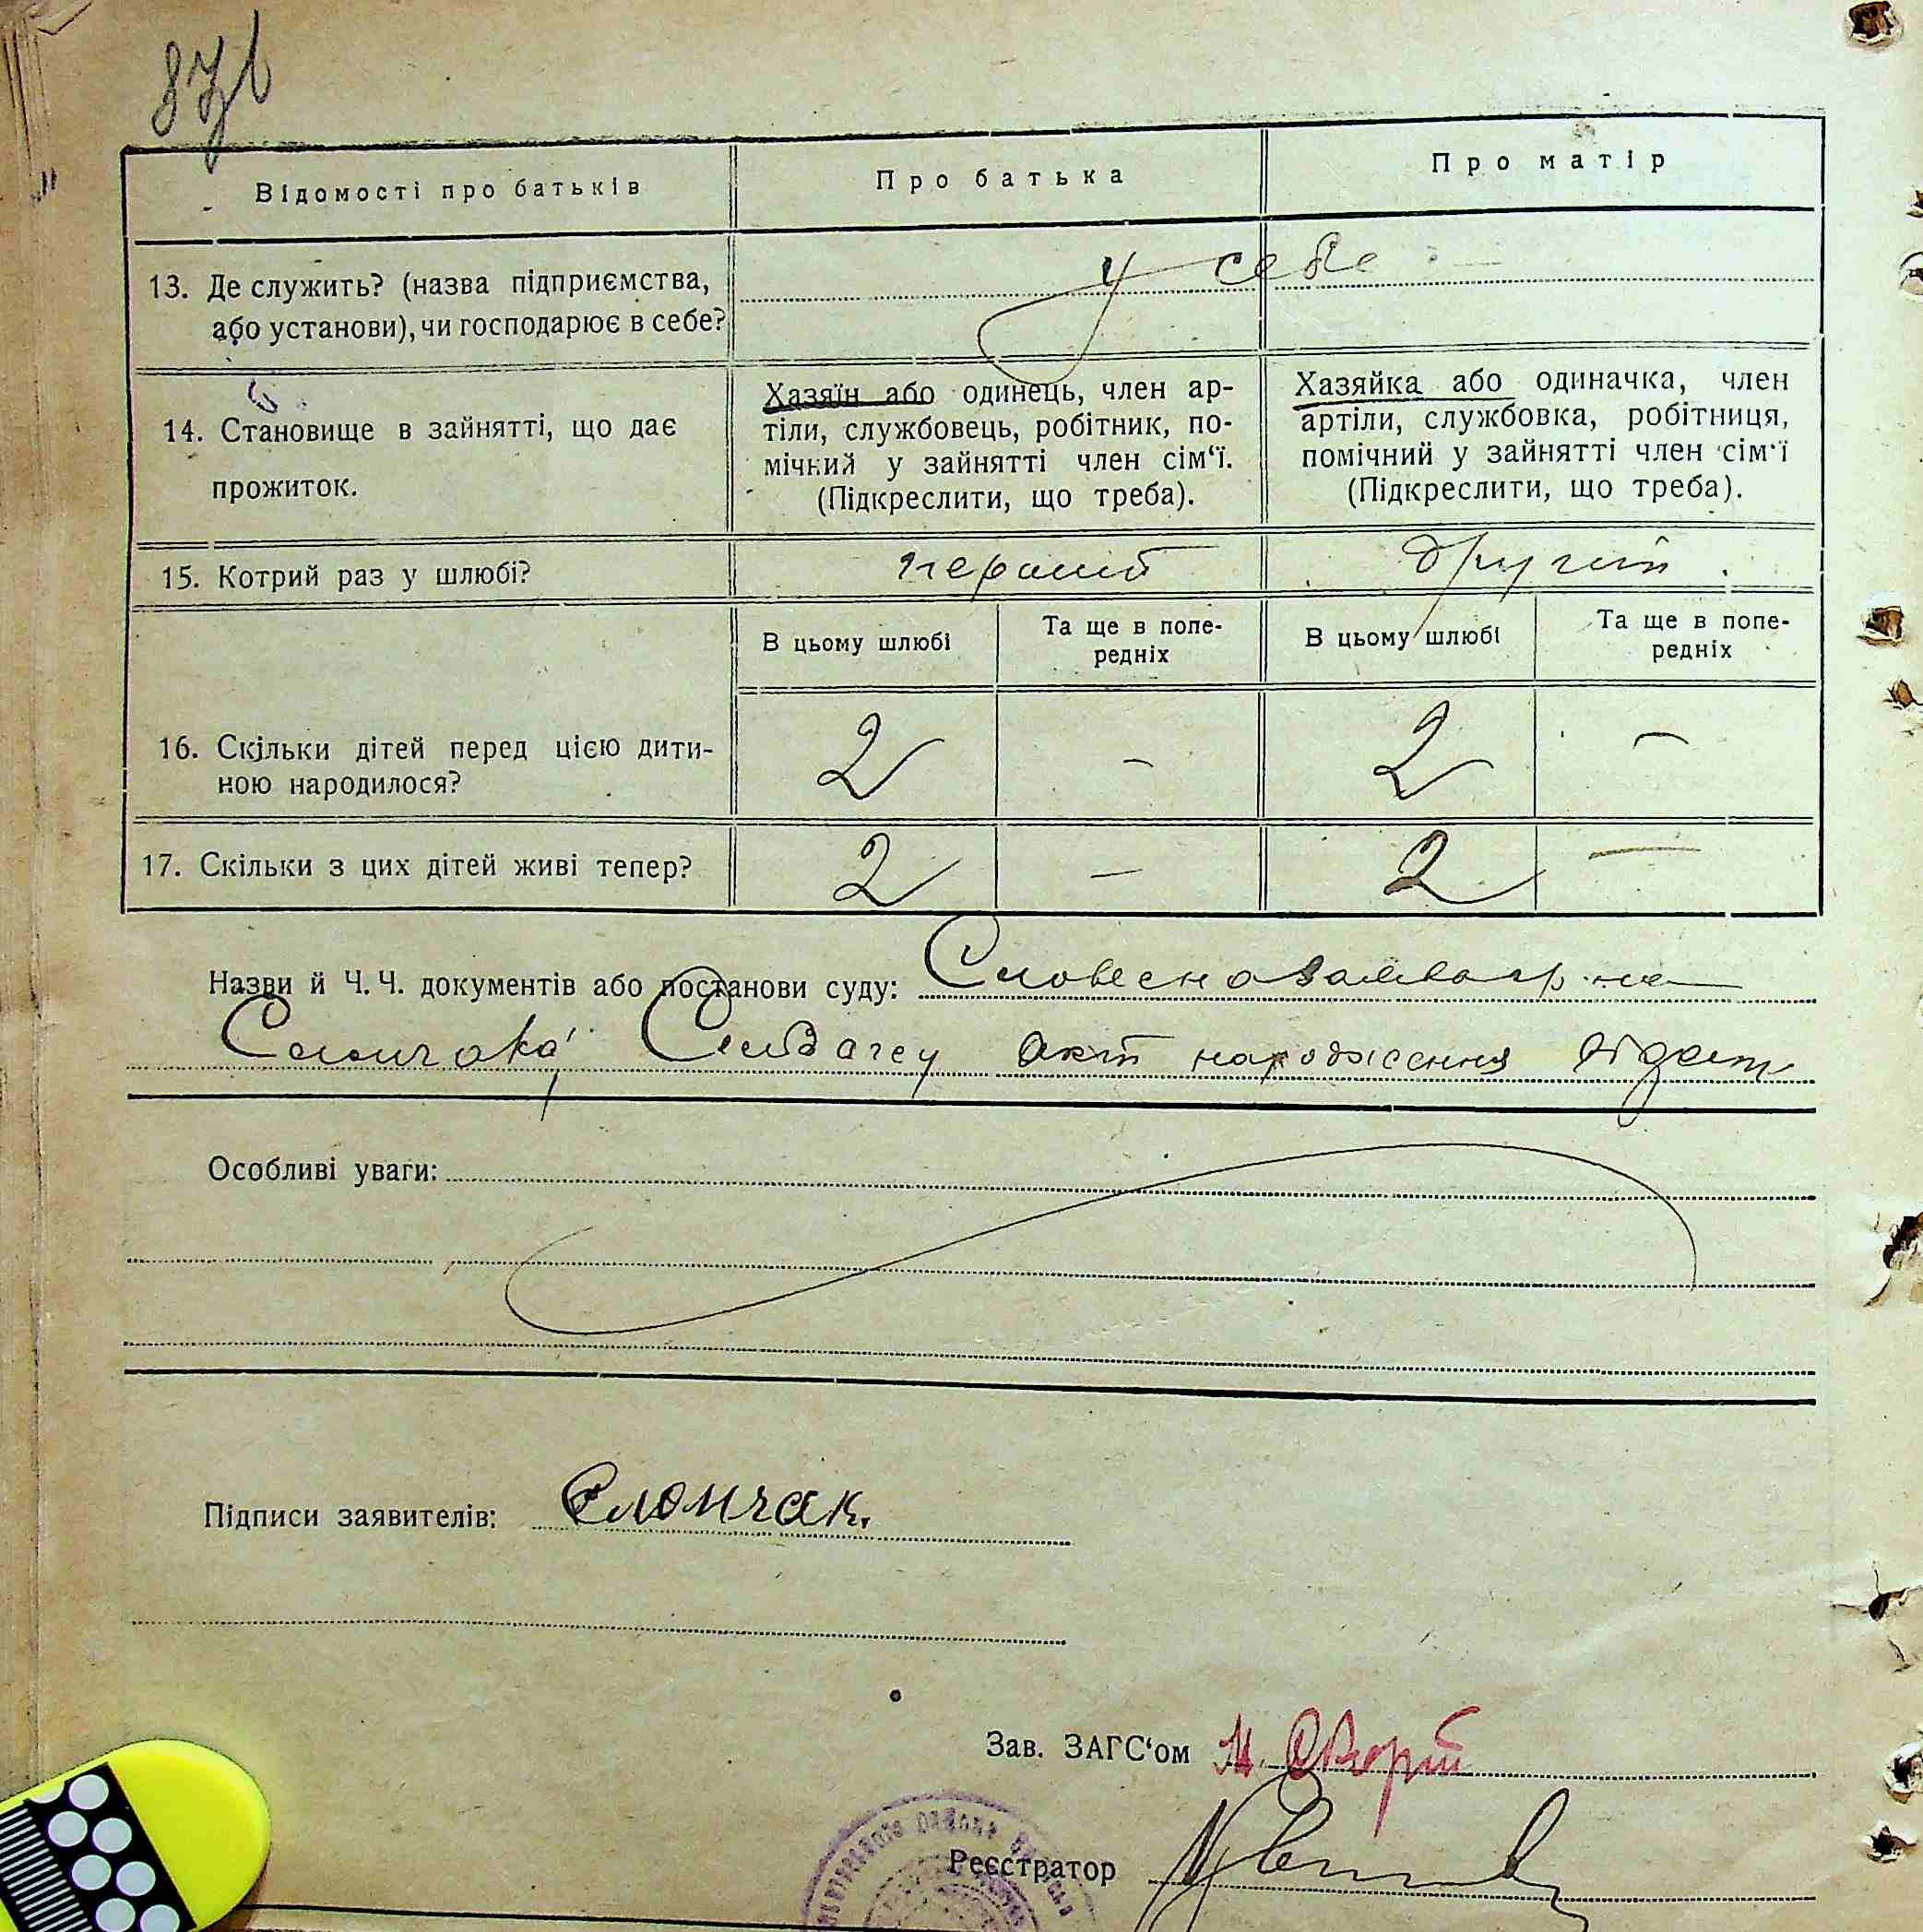 Відомості про батьків
Про батька
Про матір
13. Де служить? (назва підприємства,
або установи), чи господарює в себе?
у себе
14. Становище в зайнятті, що дає
прожиток.
Хазяїн або одинець, член ар-
тіли, службовець, робітник, по-
мічний у зайнятті член сім‘ї.
(Підкреслити, що треба).
Хазяйка або одиначка, член
артіли, службовка, робітниця,
помічний у зайнятті член сім‘ї
(Підкреслити, що треба).
15. Котрий раз у шлюбі?
перший
другий
В цьому шлюбі
Та ще в попе-
редніх
В цьому шлюбі
Та ще в попе-
редніх
16. Скільки дітей перед цією дити-
ною народилося?
2
-
2
-
17. Скільки з цих дітей живі тепер?
2
-
2
-
Назви й Ч. Ч. документів або постанови суду: Словесно
акт народження
Особливі уваги:
Підписи заявителів: Слончак.
Зав. ЗАГС‘ом
Реєстратор